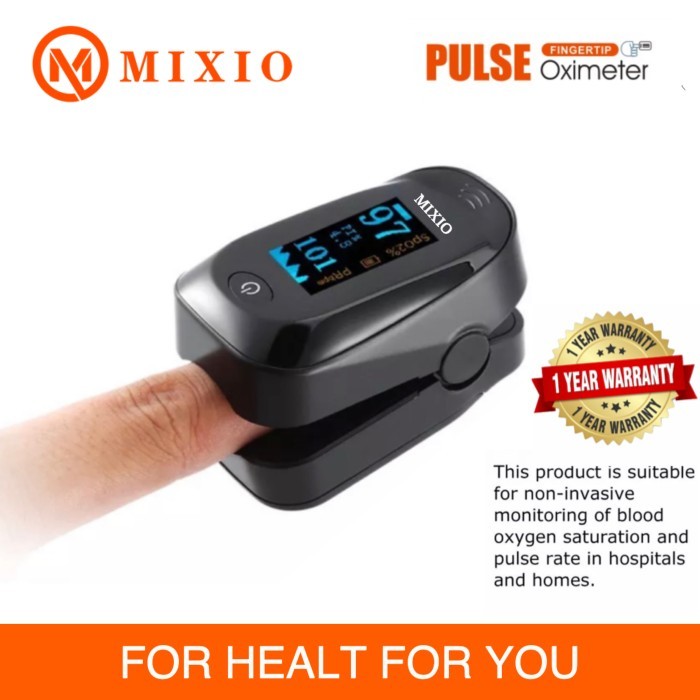 MIXIO
PULSE FINGERTIP Oximeter
MIXIO
97
SpO2%
101
PRbpm
1 YEAR WARRANTY
1 YEAR WARRANTY
1 YEAR WARRANTY
This product is suitable
for non-invasive
monitoring of blood
oxygen saturation and
pulse rate in hospitals
and homes.
FOR HEALT FOR YOU